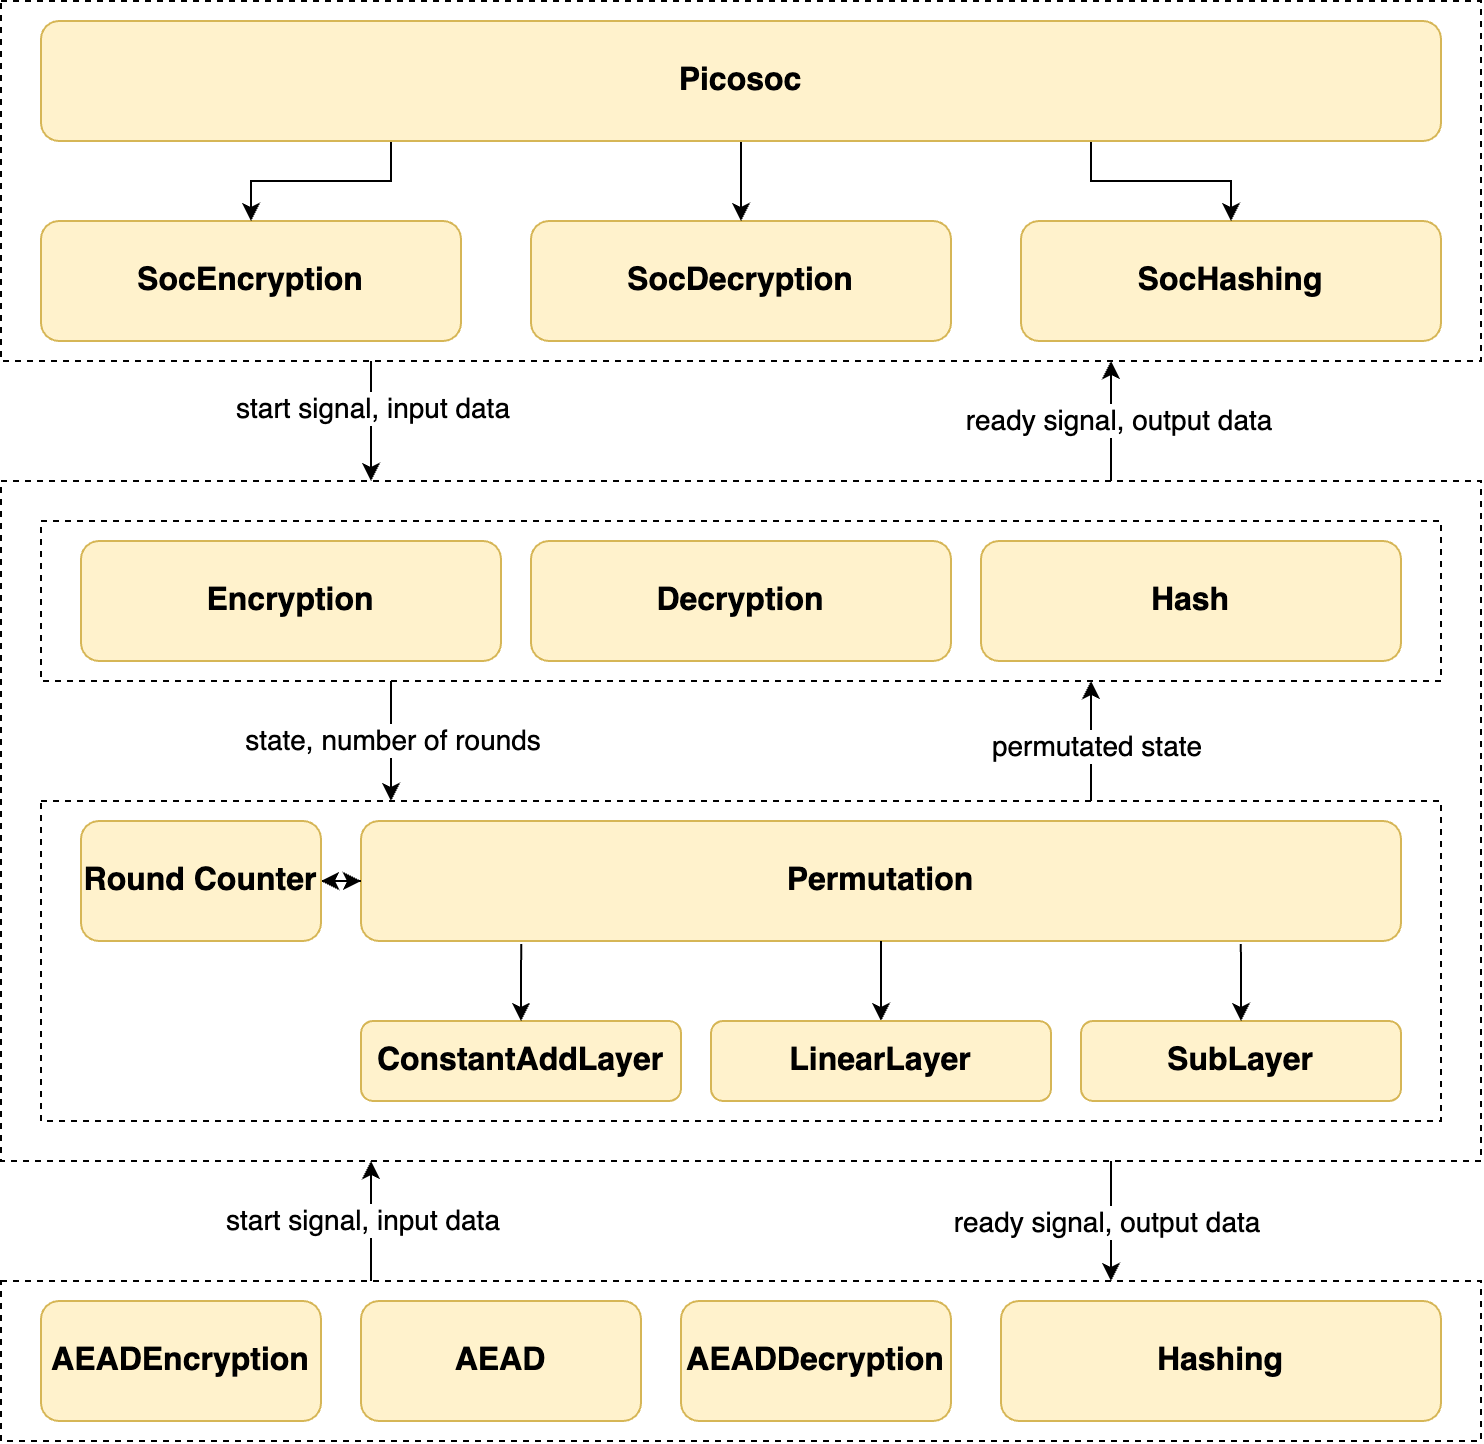 Picosoc
SocEncryption
SocDecryption
SocHashing
start signal, input data
ready signal, output data
Encryption
Decryption
Hash
state, number of rounds
permutated state
Round Counter
Permutation
ConstantAddLayer
LinearLayer
SubLayer
start signal, input data
ready signal, output data
AEADEncryption
AEAD
AEADDecryption
Hashing